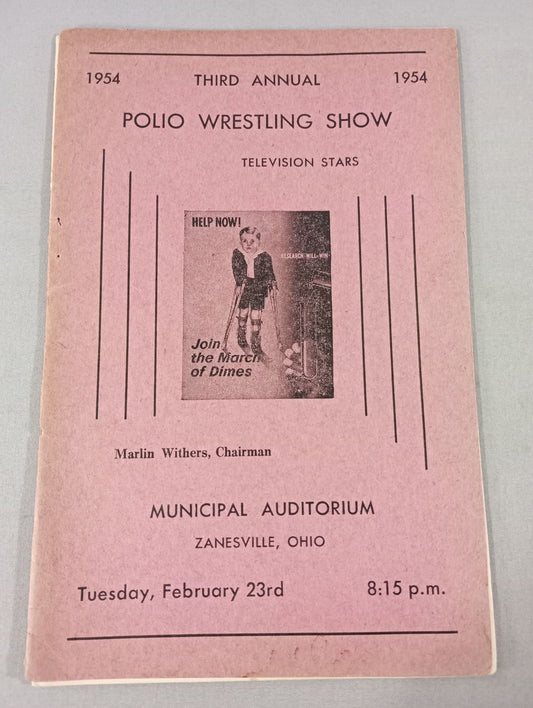 1954 THIRD ANNUAL 1954
POLIO WRESTLING SHOW
TELEVISION STARS
HELP NOW!
RESEARCH WILL WIN
Join
the March
of Dimes
Marlin Withers, Chairman
MUNICIPAL AUDITORIUM
ZANESVILLE, OHIO
Tuesday, February 23rd 8:15 p.m.